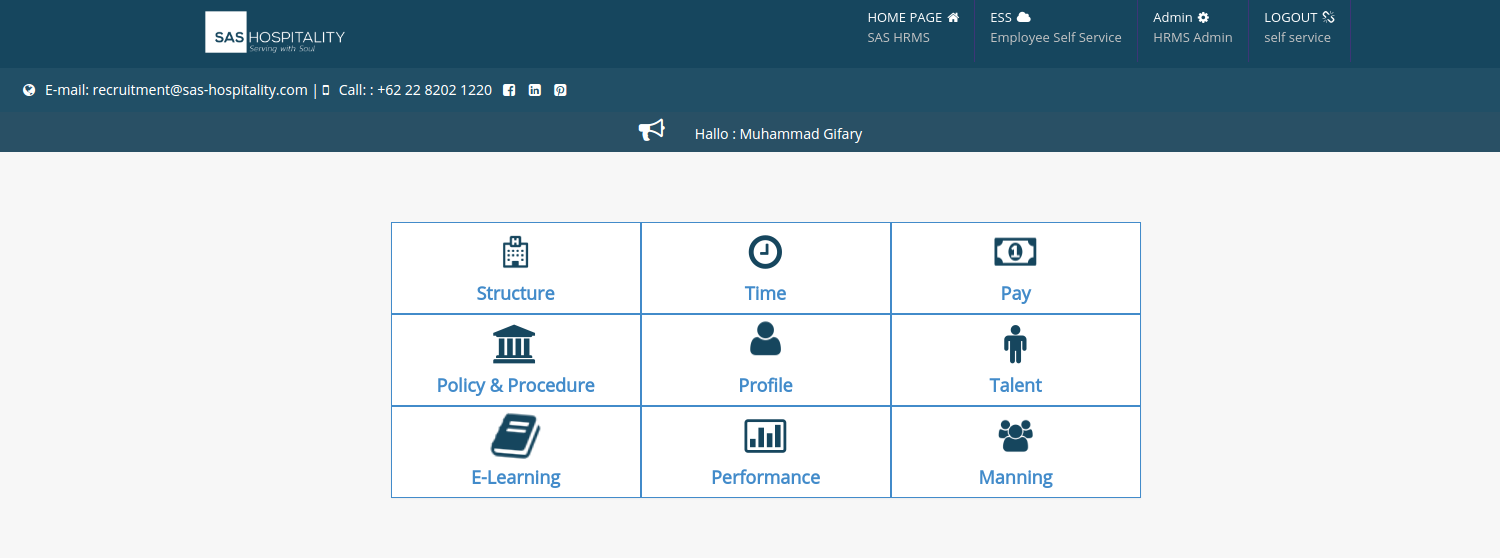 SAS HOSPITALITY
Serving with Soul
HOME PAGE
SAS HRMS
ESS
Employee Self Service
Admin
HRMS Admin
LOGOUT
self service
E-mail: recruitment@sas-hospitality.com | Call: : +62 22 8202 1220
Hallo : Muhammad Gifary
Structure
Time
Pay
Policy & Procedure
Profile
Talent
E-Learning
Performance
Manning